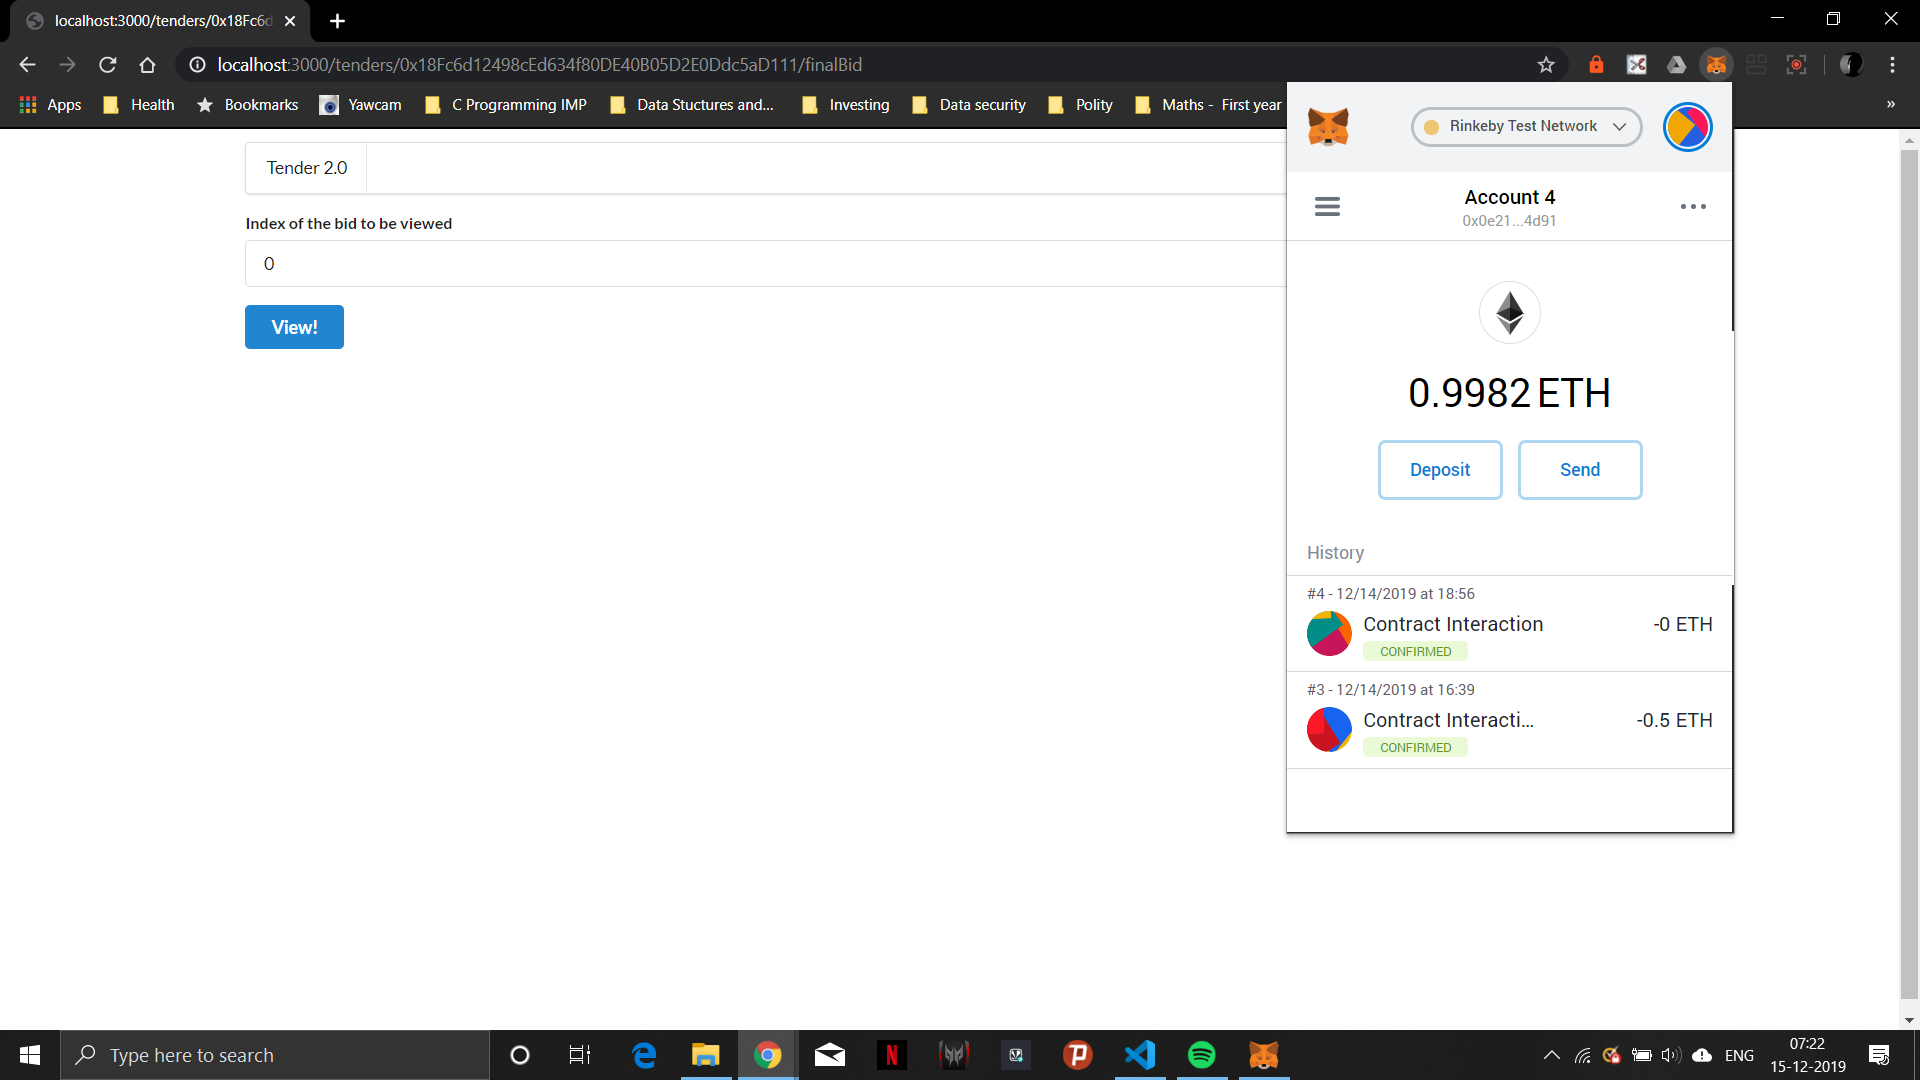 localhost:3000/tenders/0x18Fc6d
localhost:3000/tenders/0x18Fc6d12498cEd634f80DE40B05D2E0Ddc5aD111/finalBid
Apps Health Bookmarks Yawcam C Programming IMP Data Stuctures and... Investing Data security Polity Maths - First year »
Tender 2.0
Index of the bid to be viewed
0
View!
Rinkeby Test Network
Account 4
0x0e21...4d91
0.9982 ETH
Deposit Send
History
#4 - 12/14/2019 at 18:56
Contract Interaction -0 ETH
CONFIRMED
#3 - 12/14/2019 at 16:39
Contract Interacti... -0.5 ETH
CONFIRMED
Type here to search
ENG
07:22
15-12-2019